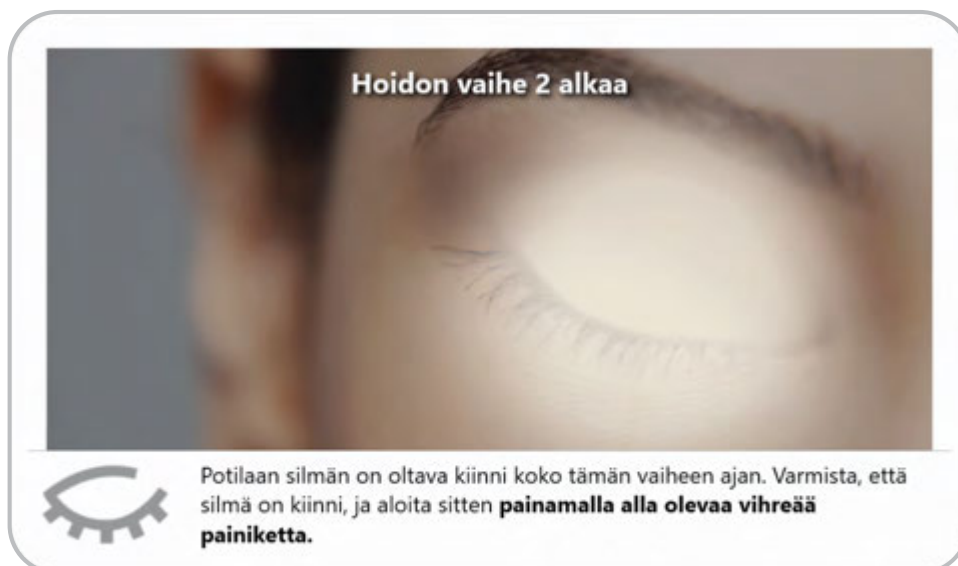 Hoidon vaihe 2 alkaa
Potilaan silmän on oltava kiinni koko tämän vaiheen ajan. Varmista, että
silmä on kiinni, ja aloita sitten painamalla alla olevaa vihreää
painiketta.